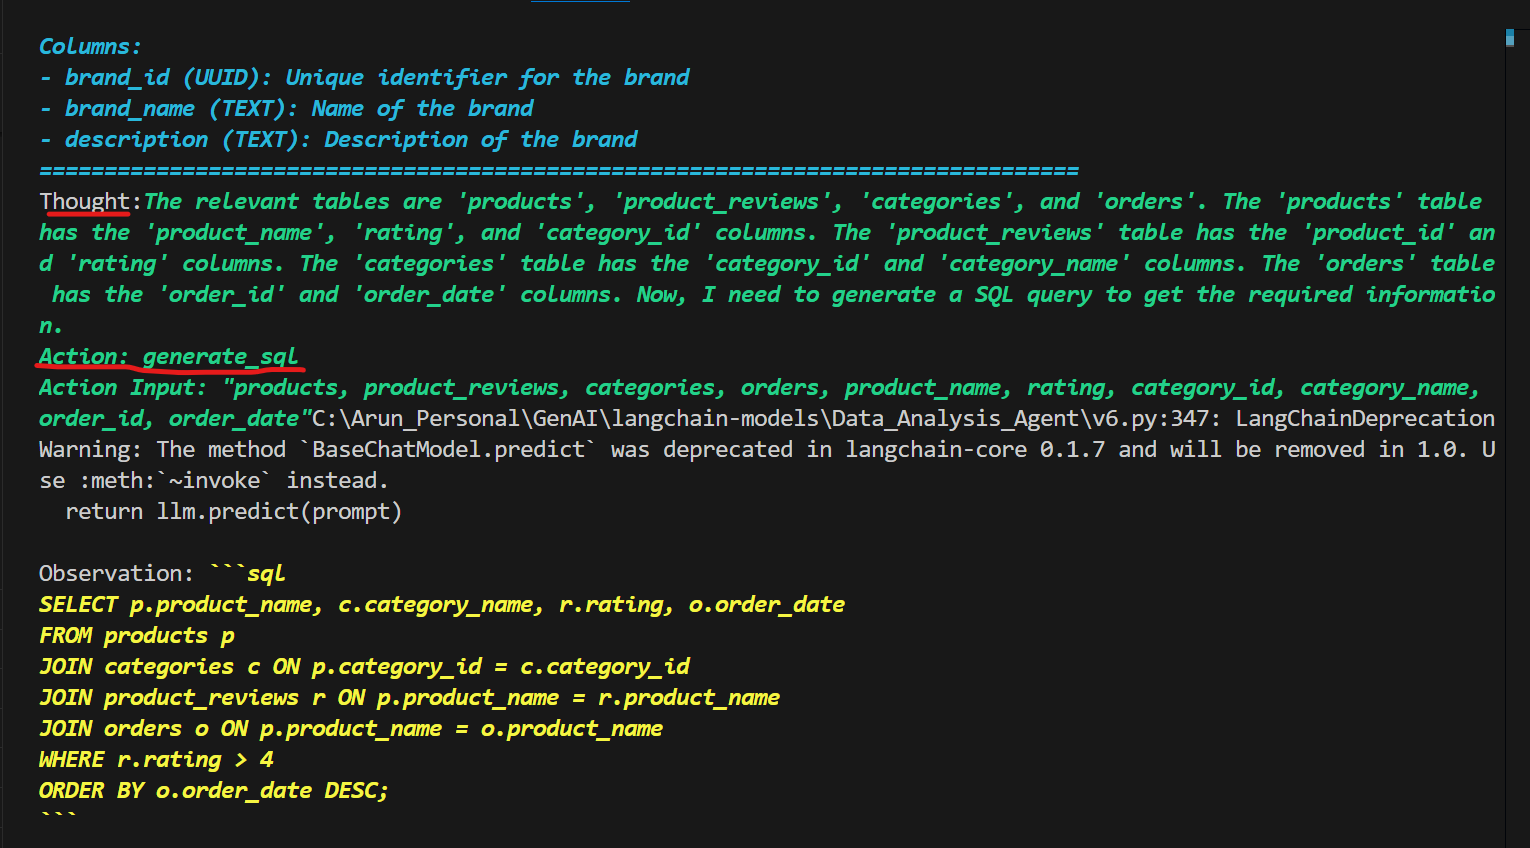 Columns:
- brand_id (UUID): Unique identifier for the brand
- brand_name (TEXT): Name of the brand
- description (TEXT): Description of the brand
================================================================================
Thought:The relevant tables are 'products', 'product_reviews', 'categories', and 'orders'. The 'products' table
has the 'product_name', 'rating', and 'category_id' columns. The 'product_reviews' table has the 'product_id' an
d 'rating' columns. The 'categories' table has the 'category_id' and 'category_name' columns. The 'orders' table
 has the 'order_id' and 'order_date' columns. Now, I need to generate a SQL query to get the required informatio
n.
Action: generate_sql
Action Input: "products, product_reviews, categories, orders, product_name, rating, category_id, category_name,
order_id, order_date"C:\Arun_Personal\GenAI\langchain-models\Data_Analysis_Agent\v6.py:347: LangChainDeprecation
Warning: The method `BaseChatModel.predict` was deprecated in langchain-core 0.1.7 and will be removed in 1.0. U
se :meth:`~invoke` instead.
  return llm.predict(prompt)
Observation: ```sql
SELECT p.product_name, c.category_name, r.rating, o.order_date
FROM products p
JOIN categories c ON p.category_id = c.category_id
JOIN product_reviews r ON p.product_name = r.product_name
JOIN orders o ON p.product_name = o.product_name
WHERE r.rating > 4
ORDER BY o.order_date DESC;
```